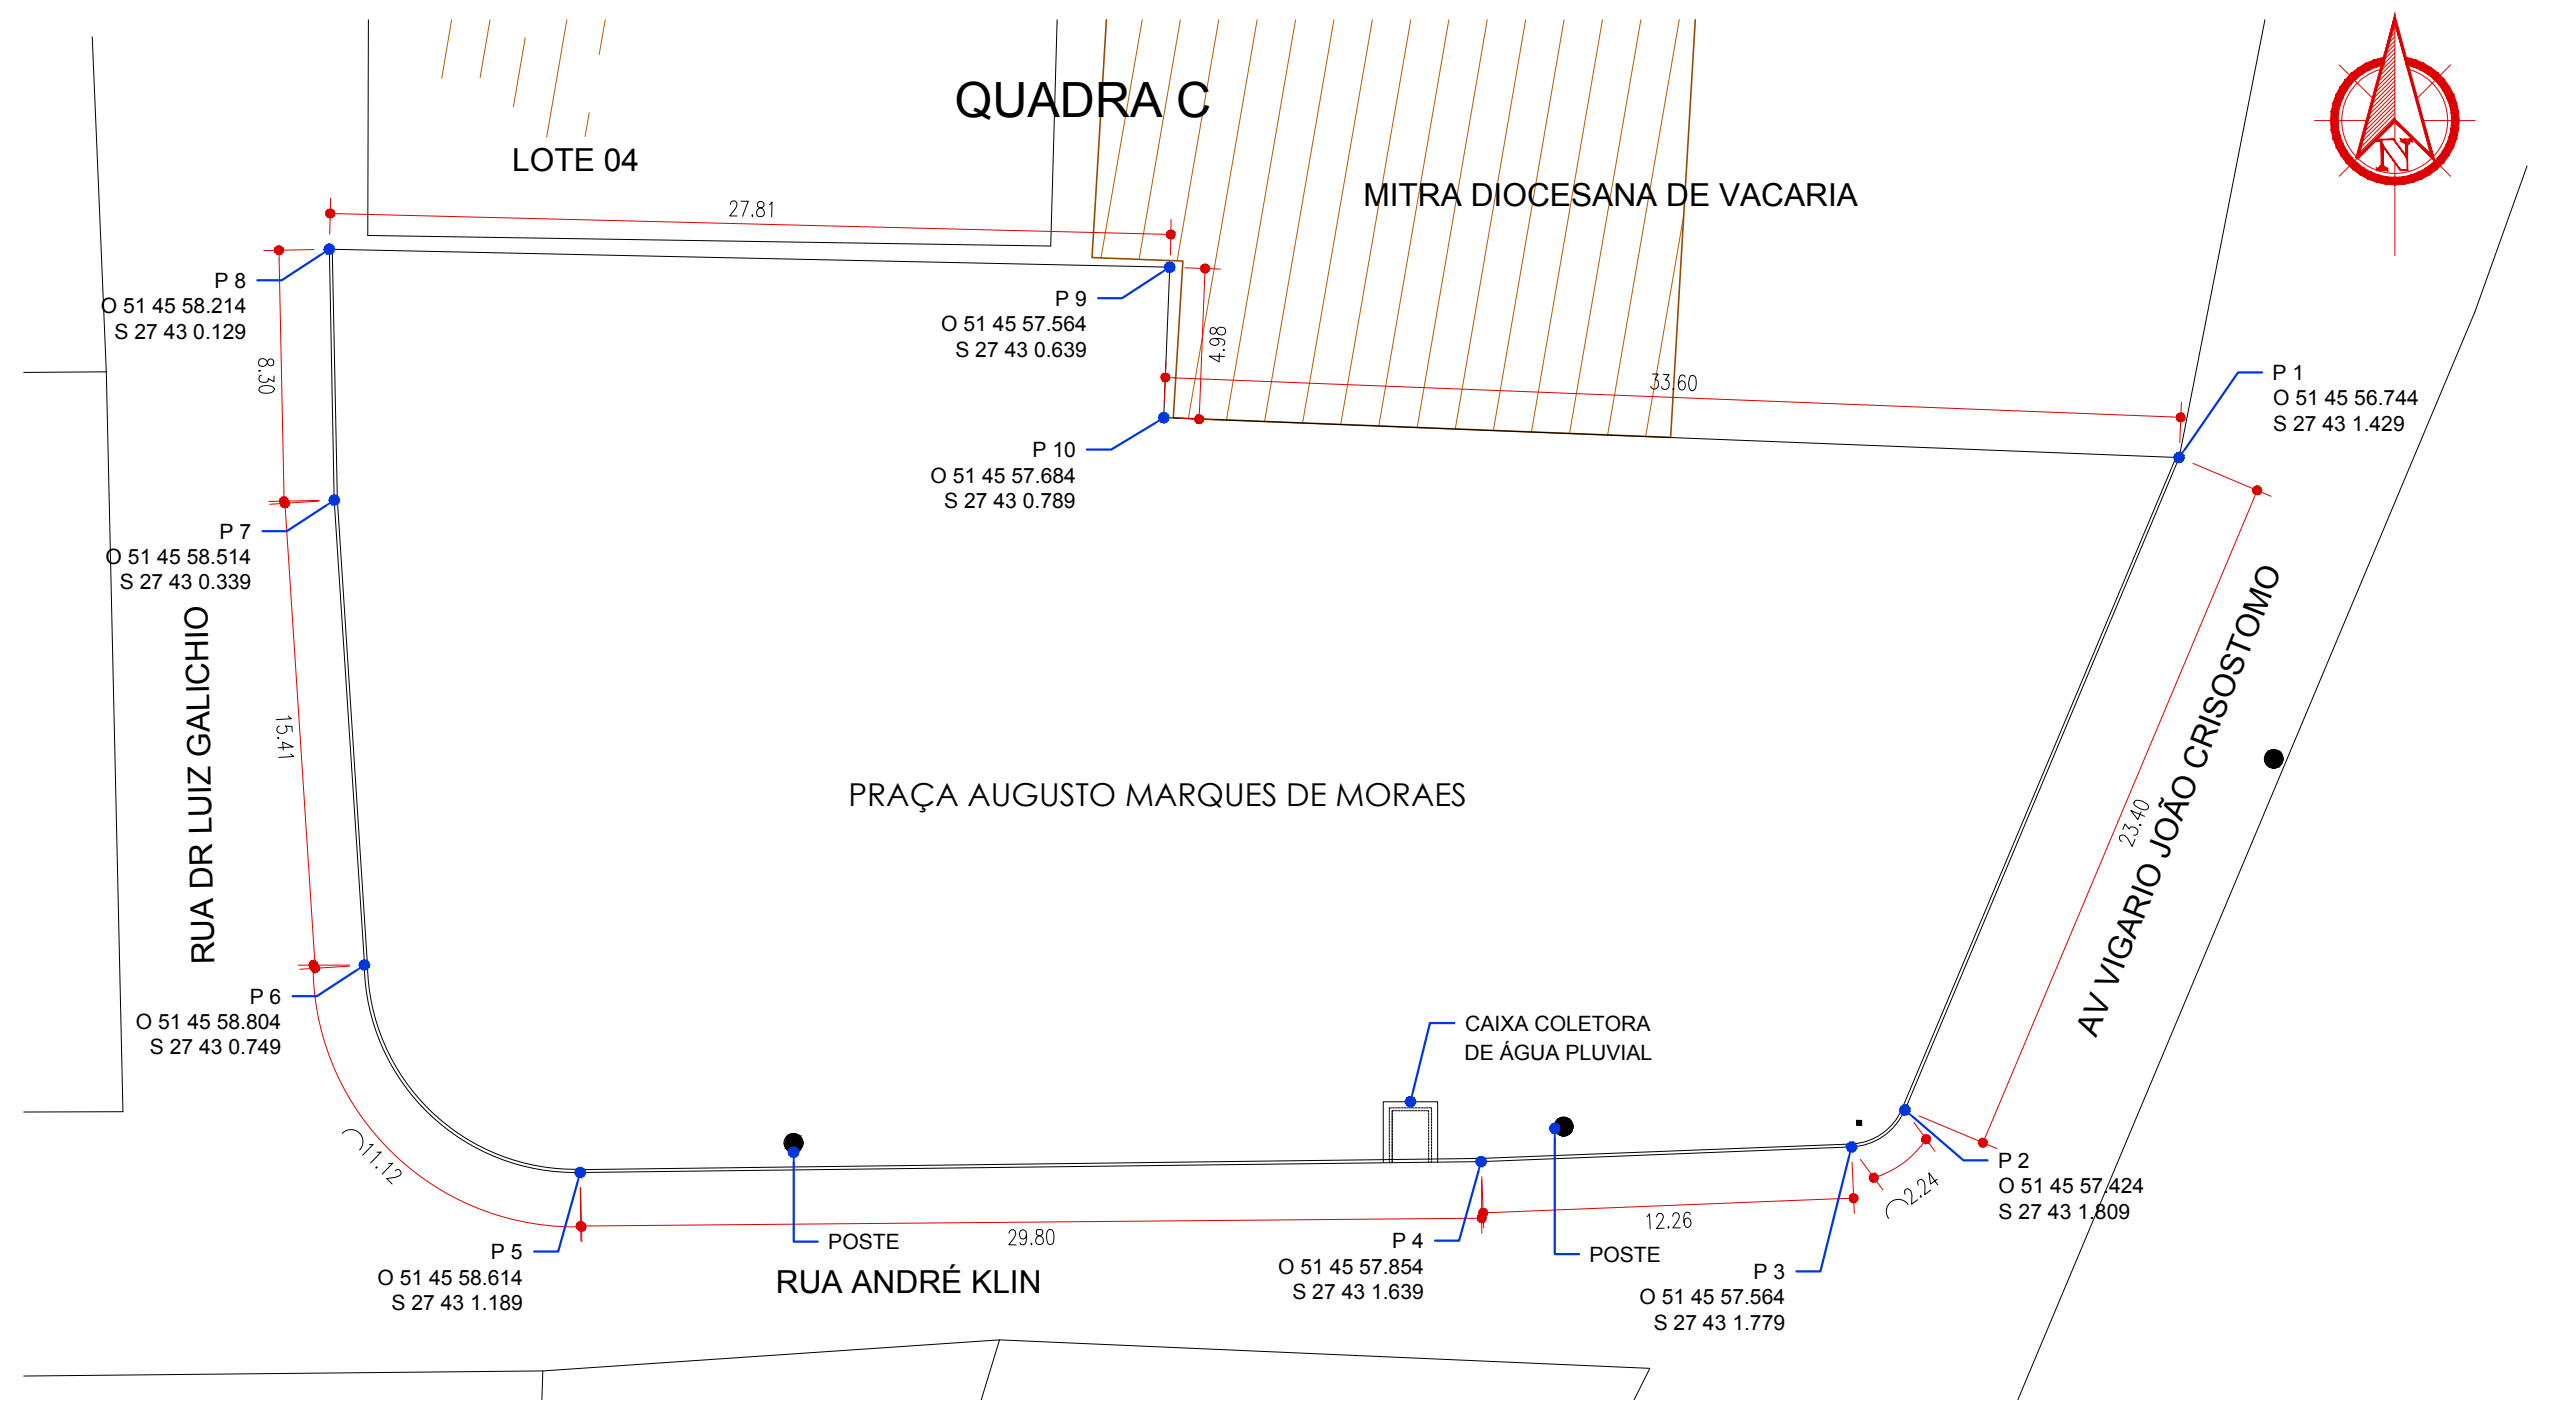 QUADRA C
LOTE 04
MITRA DIOCESANA DE VACARIA
N
27.81
P 8
O 51 45 58.214
S 27 43 0.129
P 9
O 51 45 57.564
S 27 43 0.639
4.98
8.30
33.60
P 1
O 51 45 56.744
S 27 43 1.429
P 10
O 51 45 57.684
S 27 43 0.789
P 7
O 51 45 58.514
S 27 43 0.339
RUA DR LUIZ GALICHIO
15.41
PRAÇA AUGUSTO MARQUES DE MORAES
23.40
AV VIGARIO JOÃO CRISOSTOMO
P 6
O 51 45 58.804
S 27 43 0.749
CAIXA COLETORA
DE ÁGUA PLUVIAL
11.12
2.24
P 2
O 51 45 57.424
S 27 43 1.809
12.26
29.80
POSTE
POSTE
P 5
O 51 45 58.614
S 27 43 1.189
RUA ANDRÉ KLIN
P 4
O 51 45 57.854
S 27 43 1.639
P 3
O 51 45 57.564
S 27 43 1.779